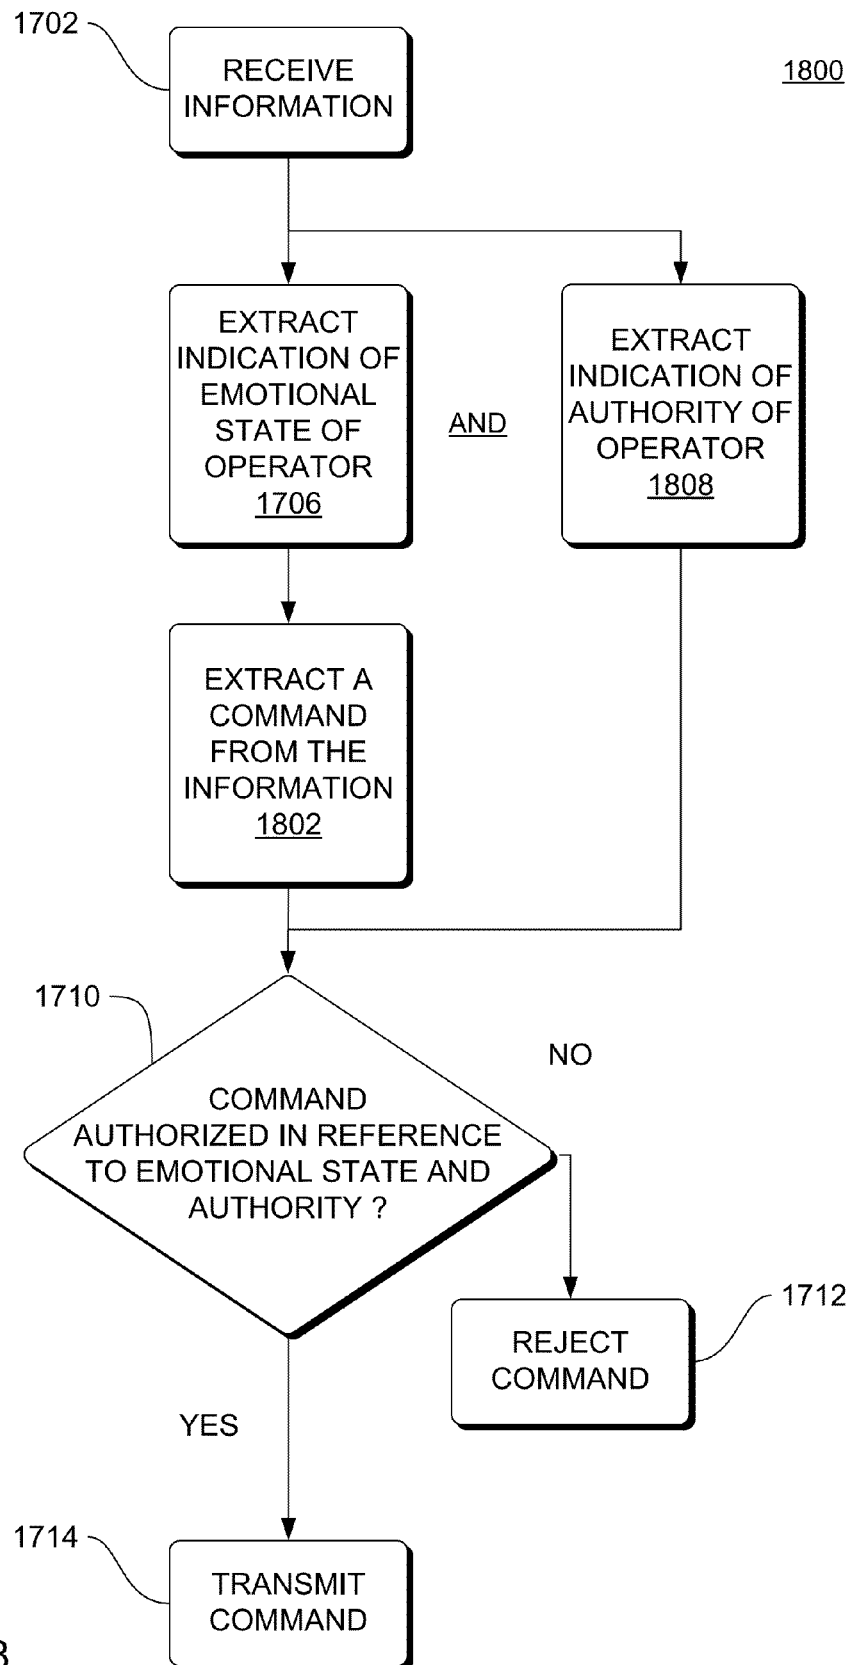 1702
RECEIVE
INFORMATION
1800
EXTRACT
INDICATION OF
EMOTIONAL
STATE OF
OPERATOR
1706
AND
EXTRACT
INDICATION OF
AUTHORITY OF
OPERATOR
1808
EXTRACT A
COMMAND
FROM THE
INFORMATION
1802
1710
NO
COMMAND
AUTHORIZED IN REFERENCE
TO EMOTIONAL STATE AND
AUTHORITY ?
1712
REJECT
COMMAND
YES
1714
TRANSMIT
COMMAND